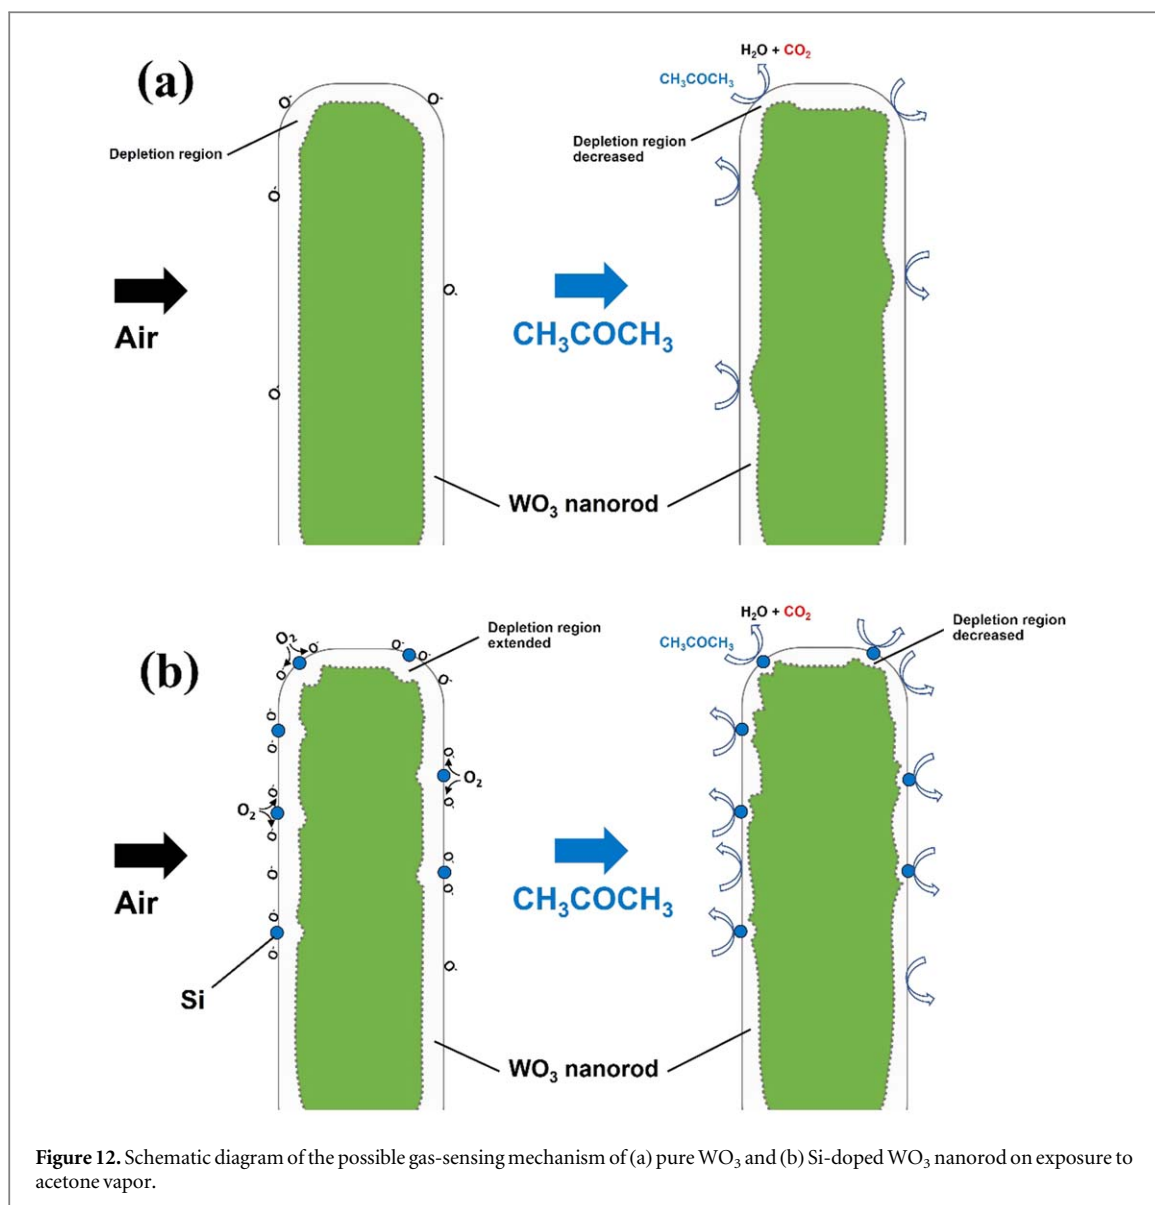 (a)
H₂O + CO₂
CH₃COCH₃
O⁻
O⁻
Depletion region
Depletion region
decreased
O⁻
O⁻
Air
CH₃COCH₃
O⁻
WO₃ nanorod
(b)
H₂O + CO₂
CH₃COCH₃
Depletion region
extended
Depletion region
decreased
O₂
O⁻
O⁻
O⁻
O⁻
O⁻
O⁻
O⁻
O⁻
O₂
O⁻
O⁻
O₂
O⁻
O⁻
O⁻
O⁻
O⁻
O⁻
O⁻
O⁻
Air
CH₃COCH₃
Si
WO₃ nanorod
Figure 12. Schematic diagram of the possible gas-sensing mechanism of (a) pure WO₃ and (b) Si-doped WO₃ nanorod on exposure to
acetone vapor.